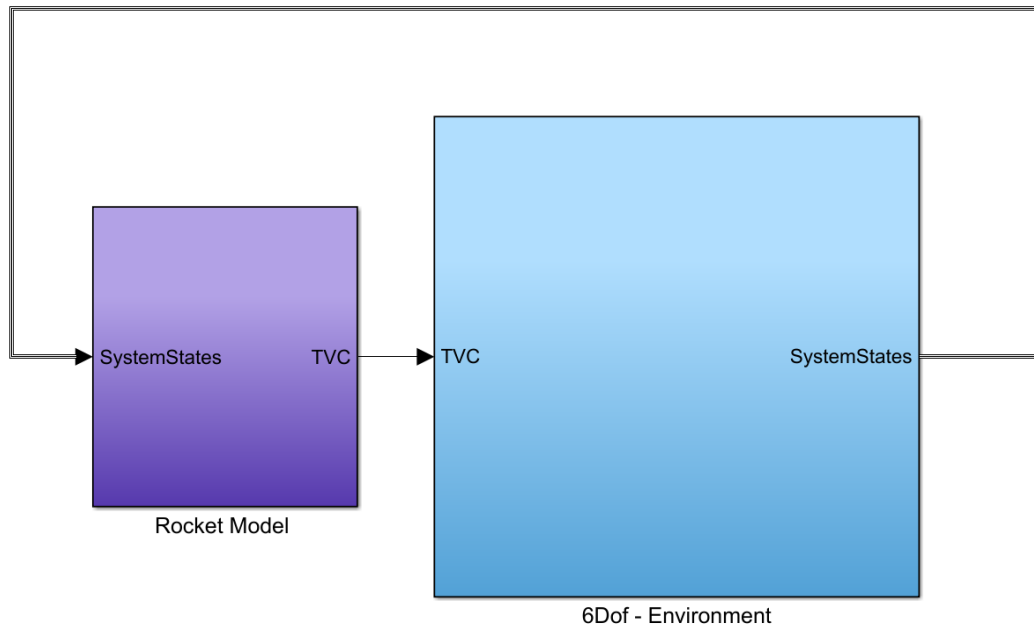 SystemStates
TVC
Rocket Model
TVC
SystemStates
6Dof - Environment